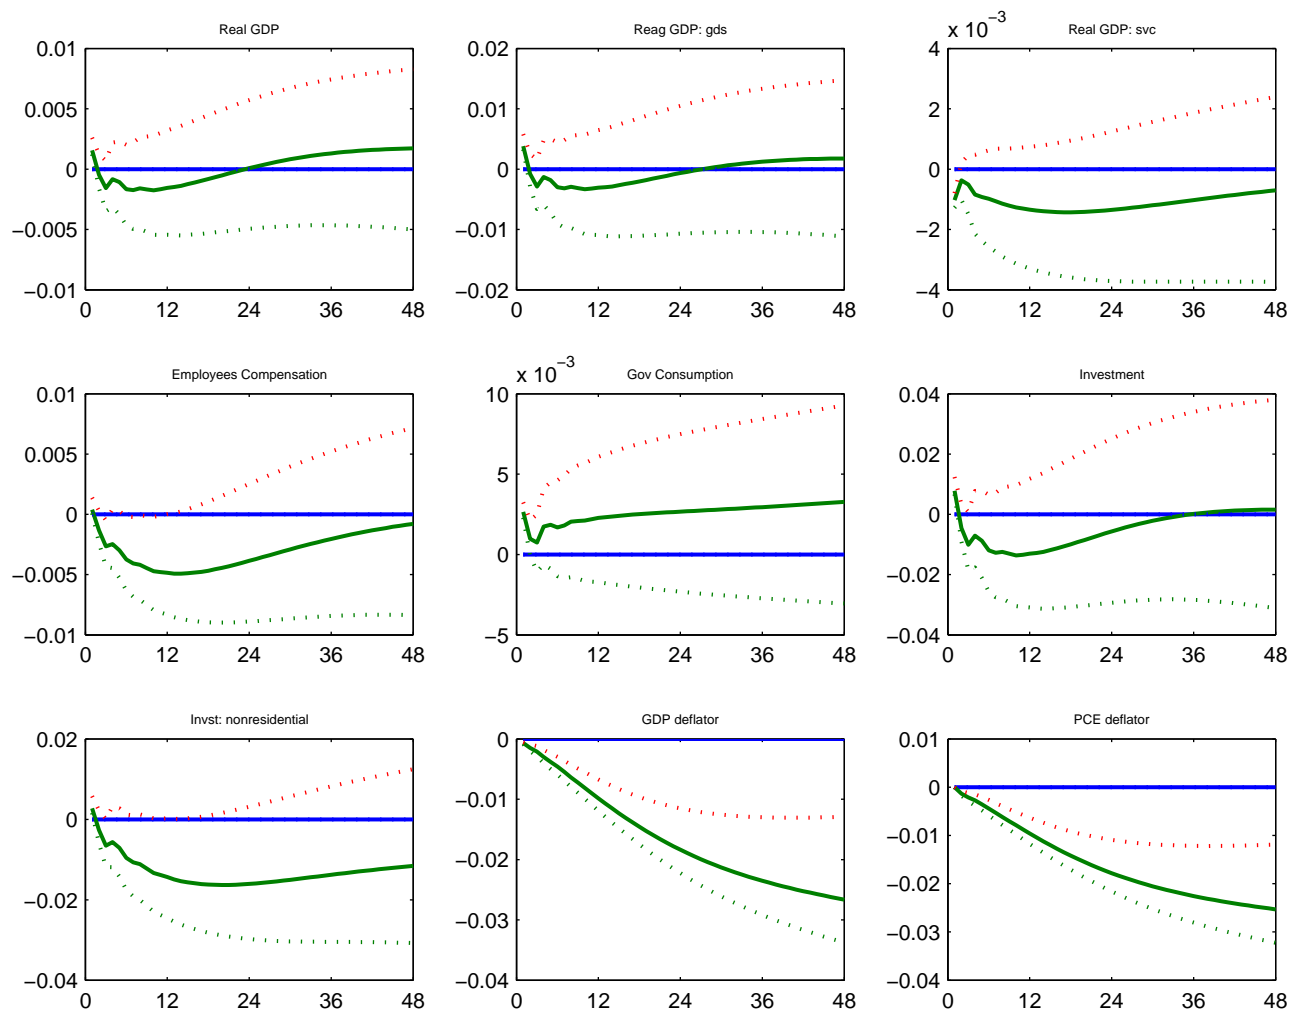 Real GDP
0.01
0.005
0
−0.005
−0.01
0 12 24 36 48
Reag GDP: gds
0.02
0.01
0
−0.01
−0.02
0 12 24 36 48
x 10−3
Real GDP: svc
4
2
0
−2
−4
0 12 24 36 48
Employees Compensation
0.01
0.005
0
−0.005
−0.01
0 12 24 36 48
x 10−3
Gov Consumption
10
5
0
−5
0 12 24 36 48
Investment
0.04
0.02
0
−0.02
−0.04
0 12 24 36 48
Invst: nonresidential
0.02
0
−0.02
−0.04
0 12 24 36 48
GDP deflator
0
−0.01
−0.02
−0.03
−0.04
0 12 24 36 48
PCE deflator
0.01
0
−0.01
−0.02
−0.03
−0.04
0 12 24 36 48